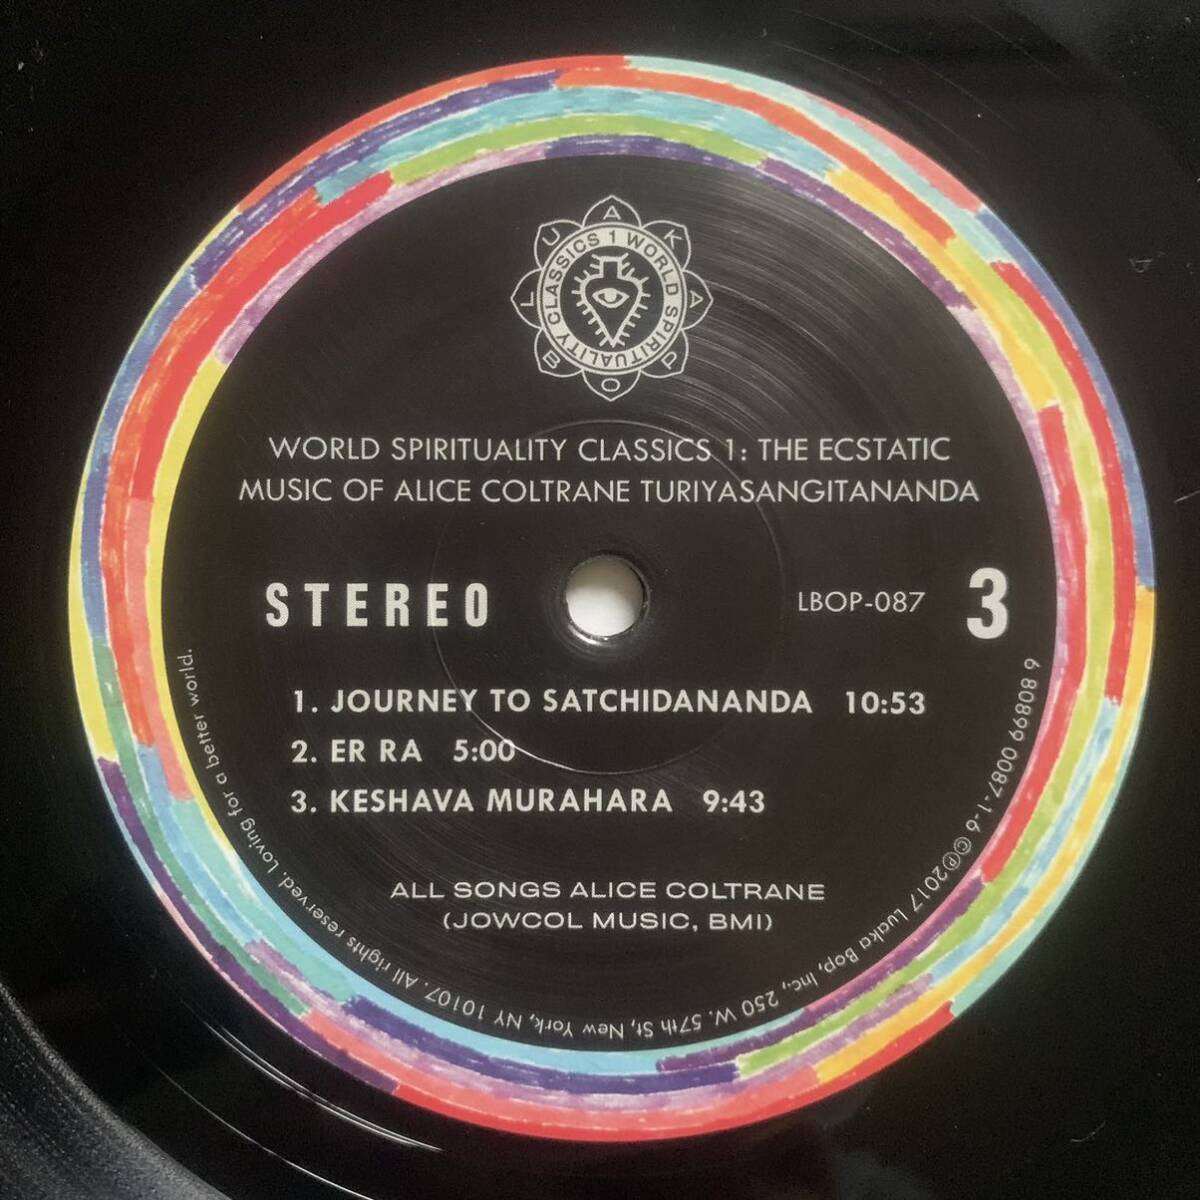 LUAKA BOP
WORLD SPIRITUALITY CLASSICS 1
WORLD SPIRITUALITY CLASSICS 1: THE ECSTATIC
MUSIC OF ALICE COLTRANE TURIYASANGITANANDA
STEREO
LBOP-087
3
1. JOURNEY TO SATCHIDANANDA 10:53
2. ER RA 5:00
3. KESHAVA MURAHARA 9:43
ALL SONGS ALICE COLTRANE
(JOWCOL MUSIC, BMI)
6 80899 0087-1-6 ©℗2017 Luaka Bop, Inc., 250 W. 57th St, New York, NY 10107. All rights reserved. Loving for a better world.